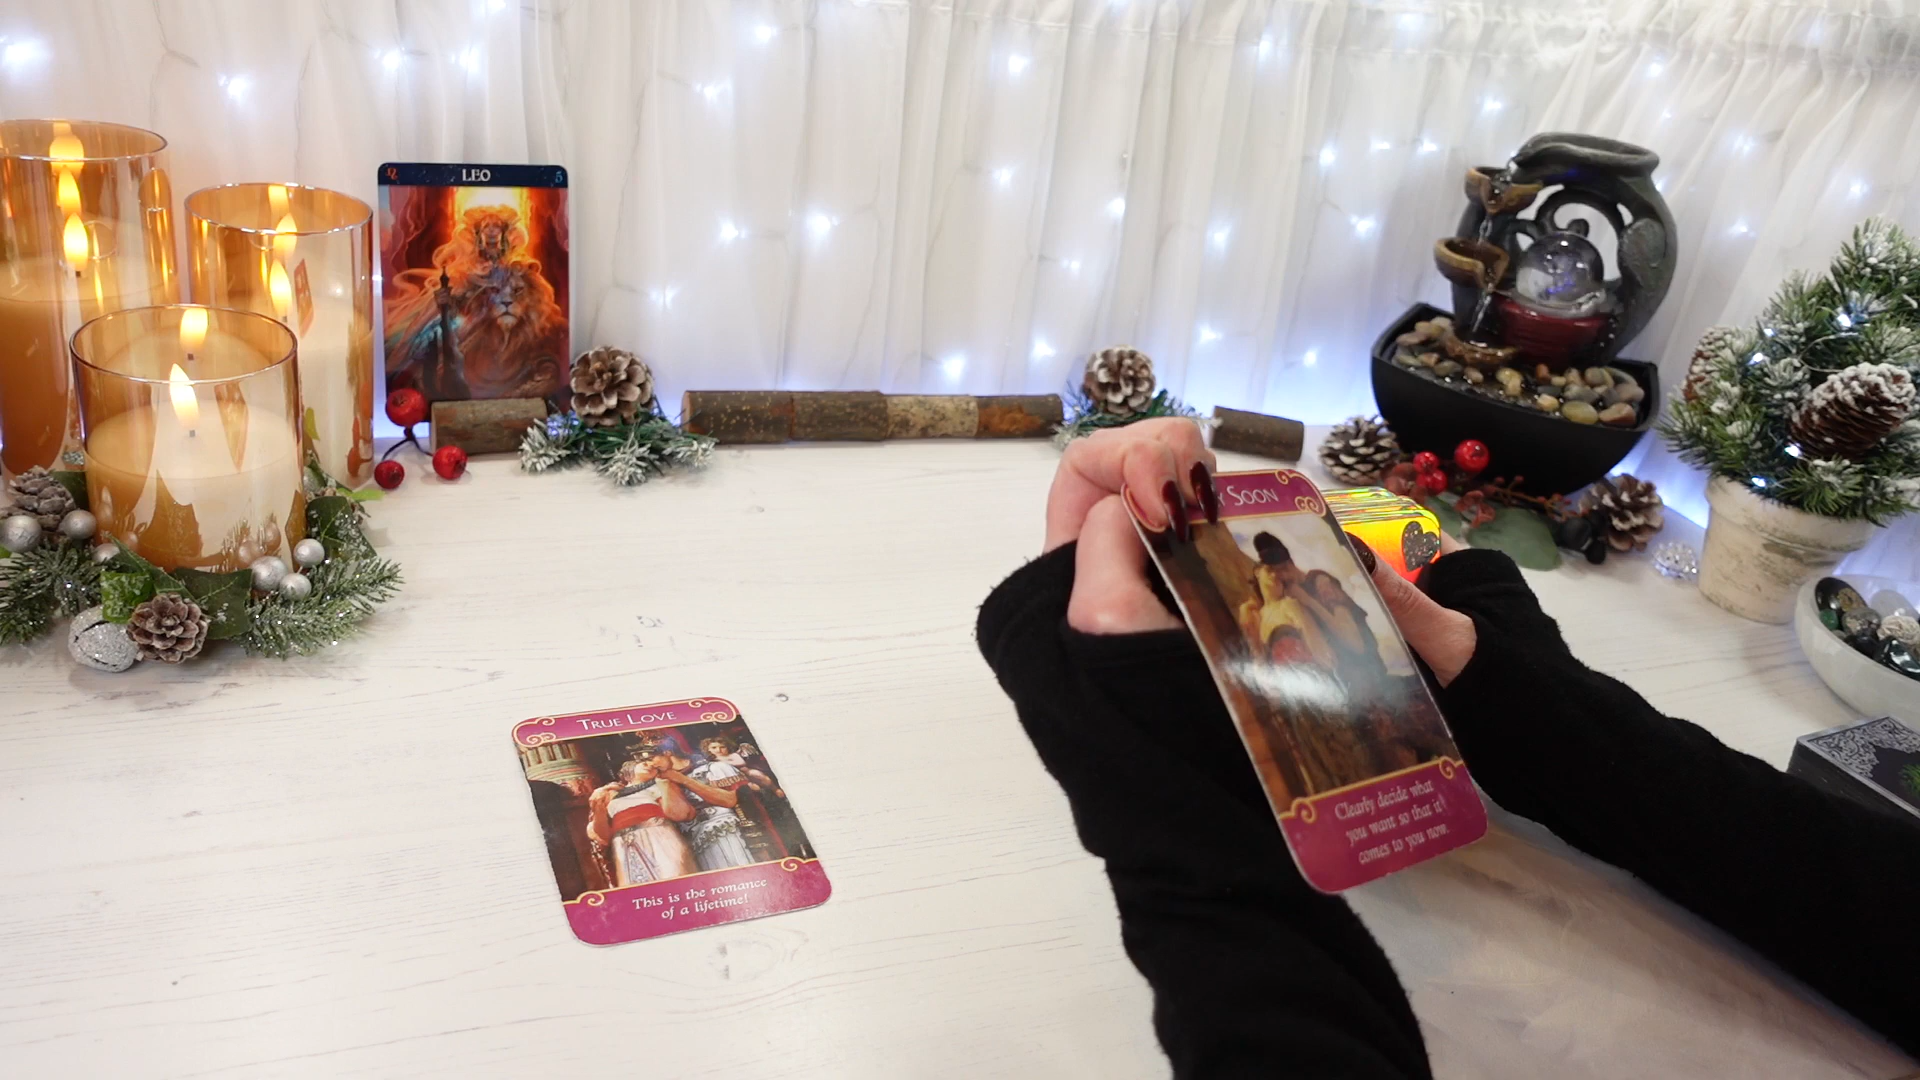 LEO
5
Y SOON
Clearly decide what
you want so that it
comes to you now.
TRUE LOVE
This is the romance
of a lifetime!